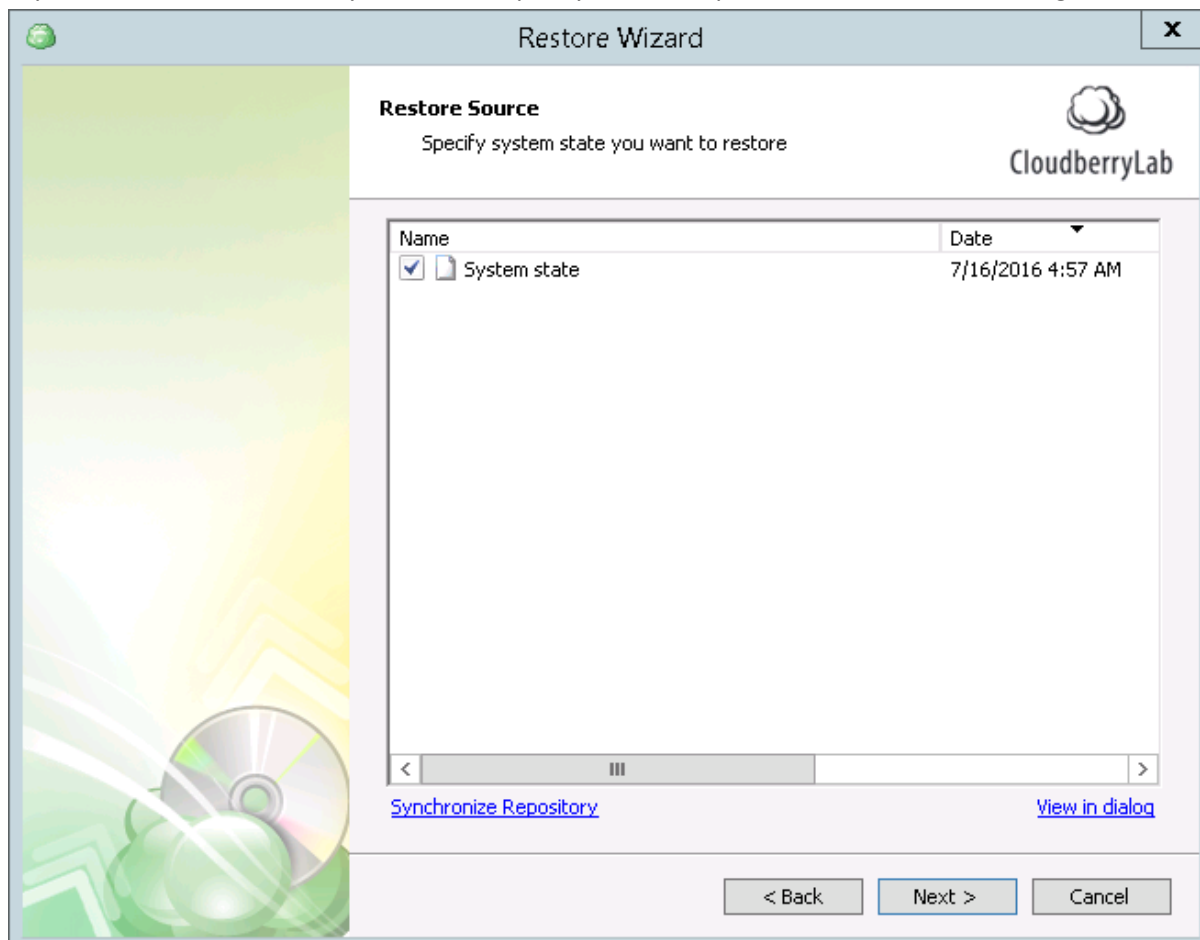 Restore Wizard
x
Restore Source
Specify system state you want to restore
CloudberryLab
Name Date
System state 7/16/2016 4:57 AM
Synchronize Repository View in dialog
< Back Next > Cancel